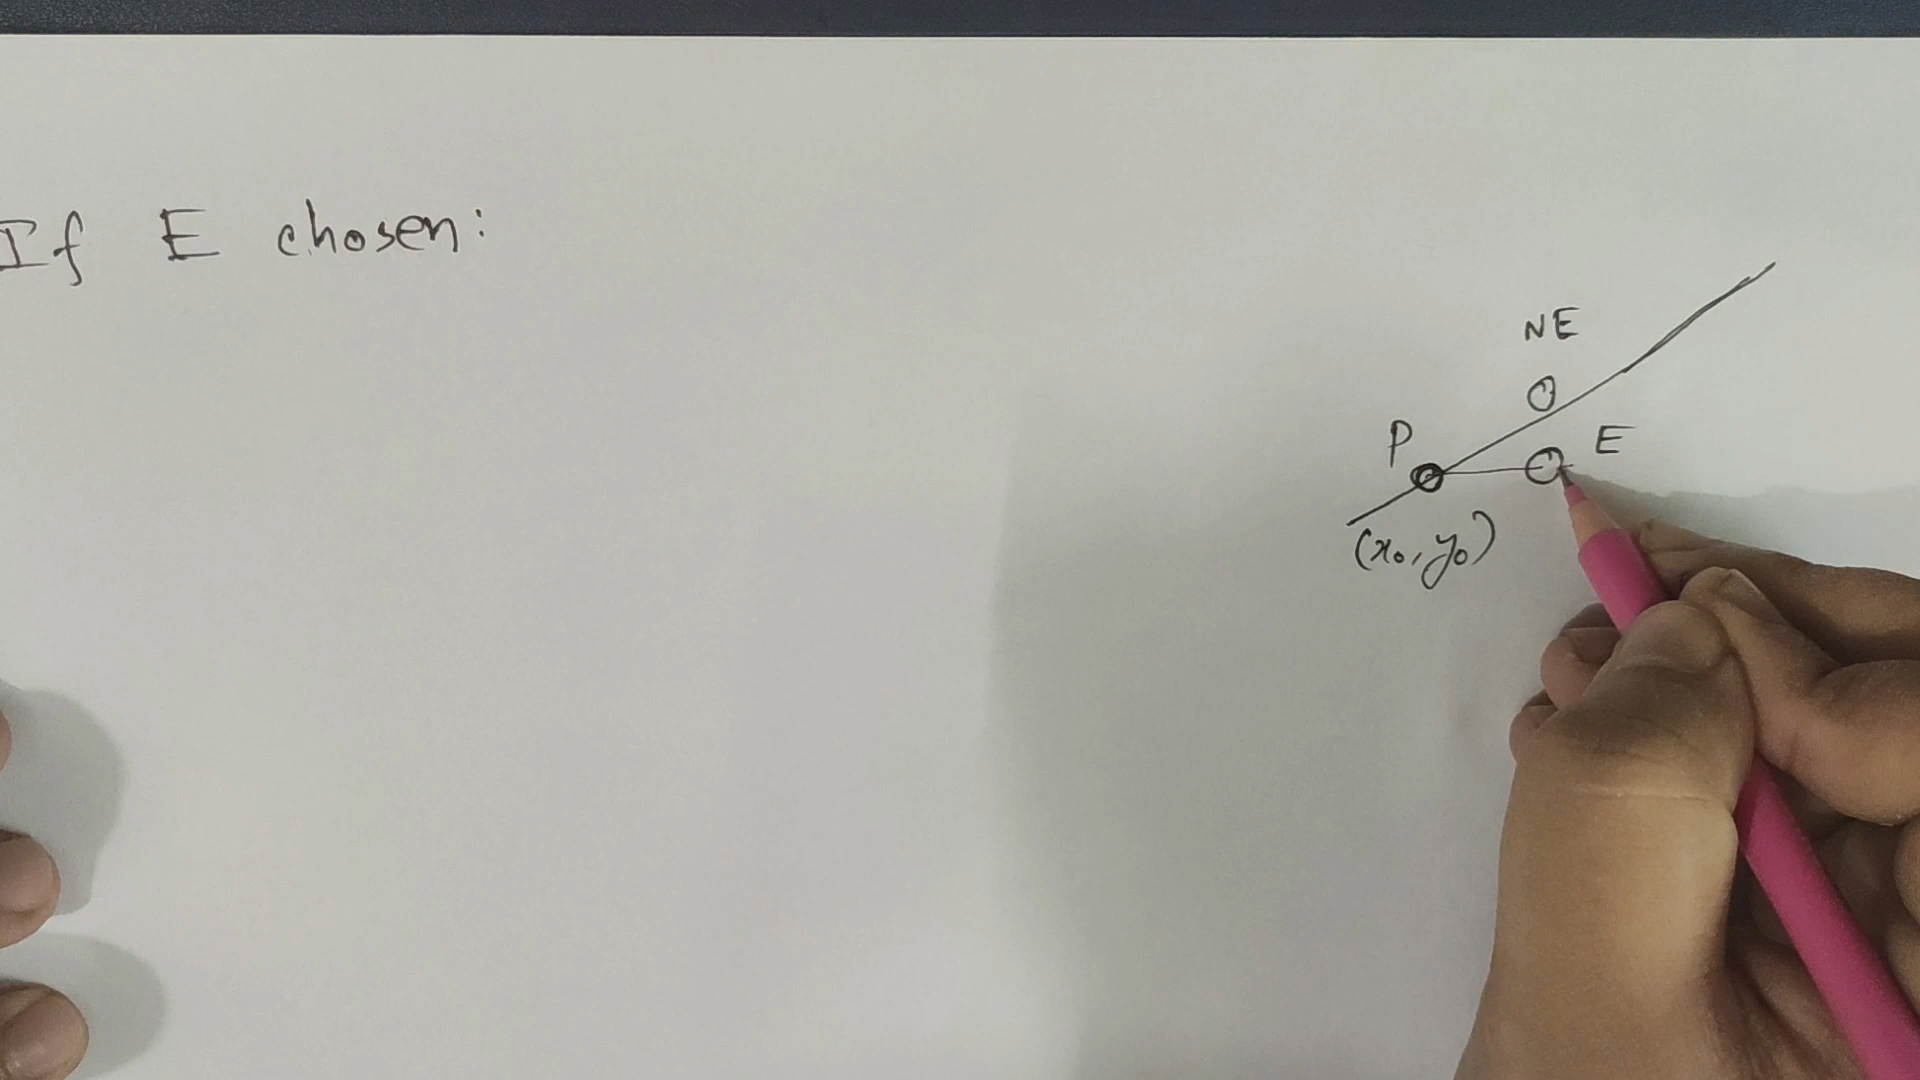 If E chosen:
NE
P
E
(x₀, y₀)